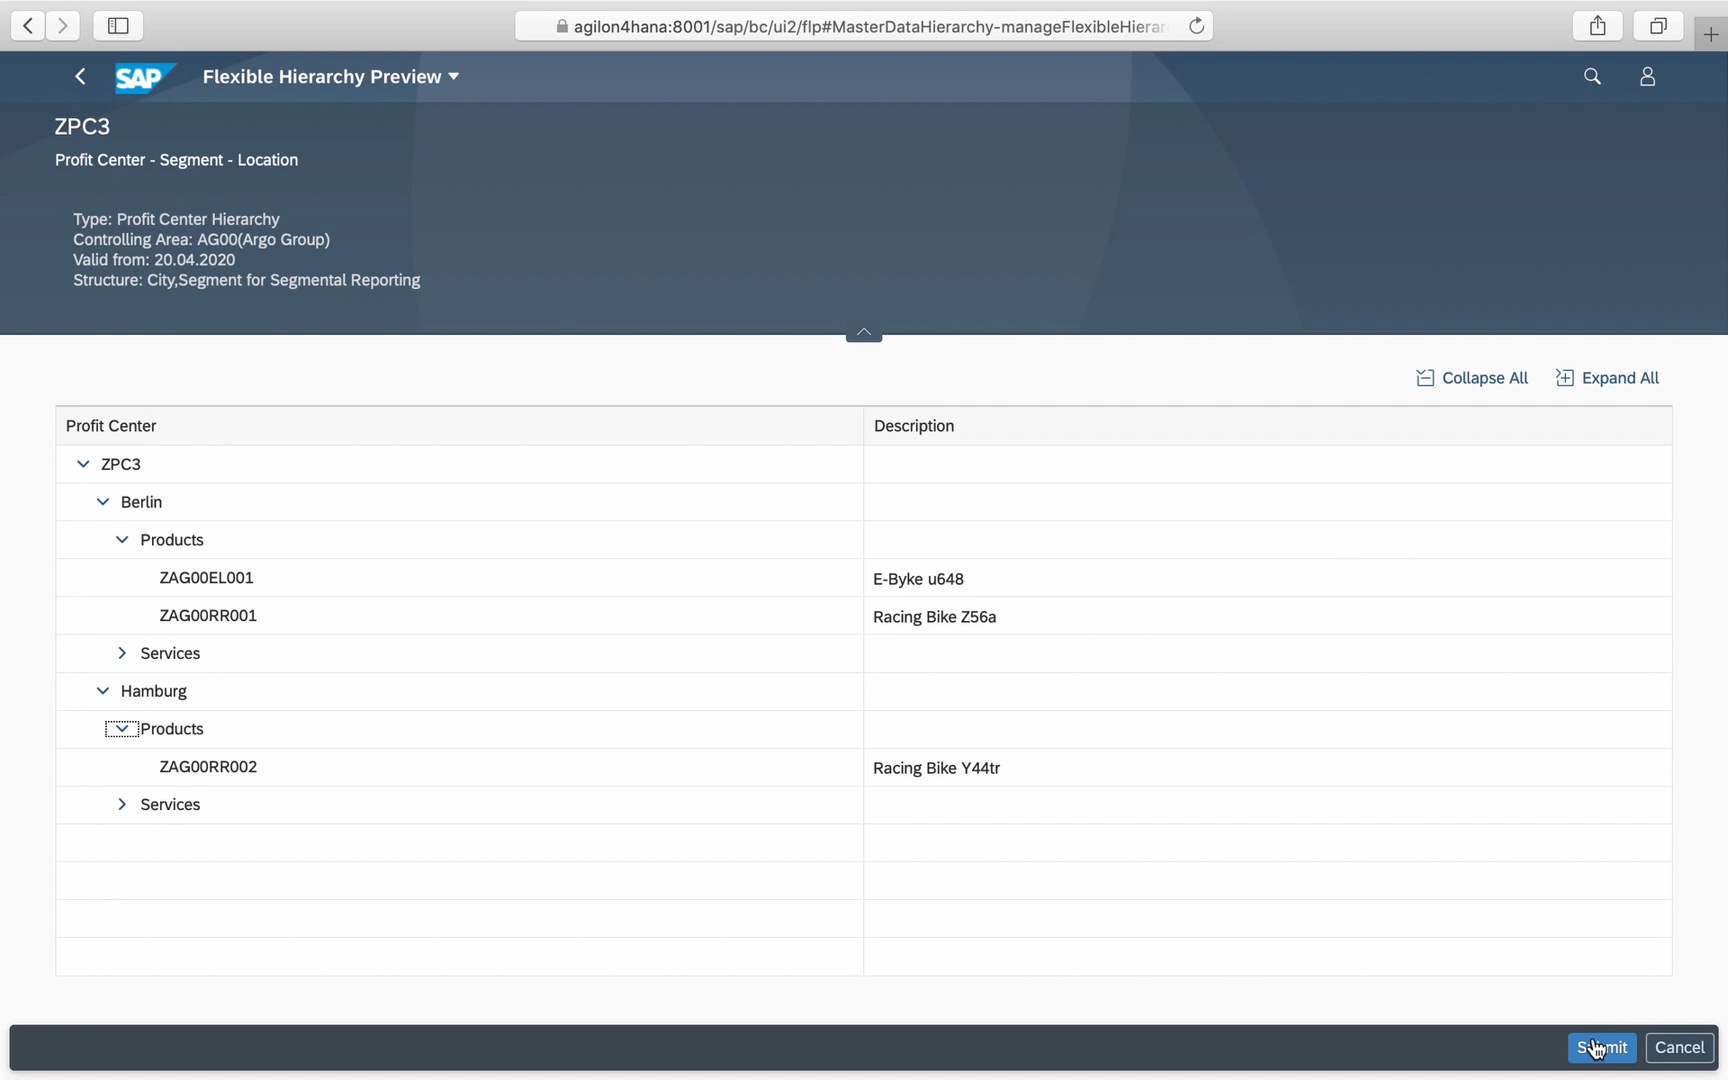 agilon4hana:8001/sap/bc/ui2/flp#MasterDataHierarchy-manageFlexibleHierar
SAP Flexible Hierarchy Preview
ZPC3
Profit Center - Segment - Location
Type: Profit Center Hierarchy
Controlling Area: AG00(Argo Group)
Valid from: 20.04.2020
Structure: City,Segment for Segmental Reporting
Collapse All Expand All
Profit Center Description
ZPC3
Berlin
Products
ZAG00EL001 E-Byke u648
ZAG00RR001 Racing Bike Z56a
Services
Hamburg
Products
ZAG00RR002 Racing Bike Y44tr
Services
Submit Cancel